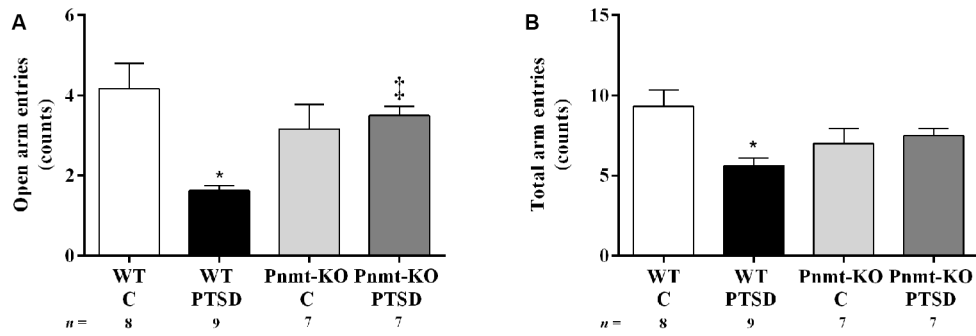 A
Open arm entries
(counts)
6
4
2
0
*
‡
WT
C
WT
PTSD
Pnmt-KO
C
Pnmt-KO
PTSD
n = 8 9 7 7
B
Total arm entries
(counts)
15
10
5
0
*
WT
C
WT
PTSD
Pnmt-KO
C
Pnmt-KO
PTSD
n = 8 9 7 7